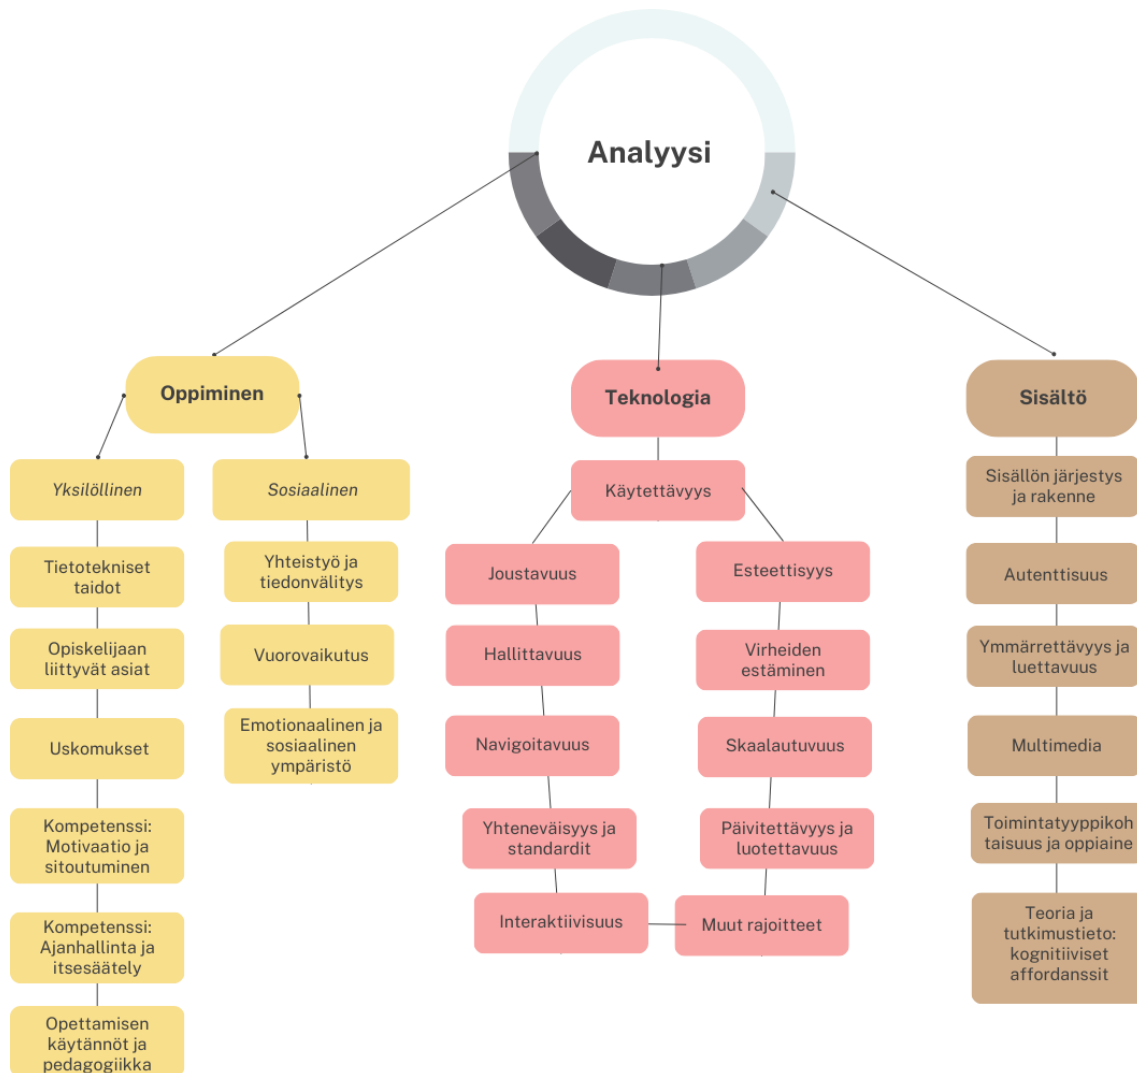 Analyysi
Oppiminen
Yksilöllinen
Tietotekniset
taidot
Opiskelijaan
liittyvät asiat
Uskomukset
Kompetenssi:
Motivaatio ja
sitoutuminen
Kompetenssi:
Ajanhallinta ja
itsesäätely
Opettamisen
käytännöt ja
pedagogiikka
Sosiaalinen
Yhteistyö ja
tiedonvälitys
Vuorovaikutus
Emotionaalinen ja
sosiaalinen
ympäristö
Teknologia
Käytettävyys
Joustavuus
Hallittavuus
Navigoitavuus
Yhteneväisyys ja
standardit
Interaktiivisuus
Esteettisyys
Virheiden
estäminen
Skaalautuvuus
Päivitettävyys ja
luotettavuus
Muut rajoitteet
Sisältö
Sisällön järjestys
ja rakenne
Autenttisuus
Ymmärrettävyys ja
luettavuus
Multimedia
Toimintatyyppikoh
taisuus ja oppiaine
Teoria ja
tutkimustieto:
kognitiiviset
affordanssit